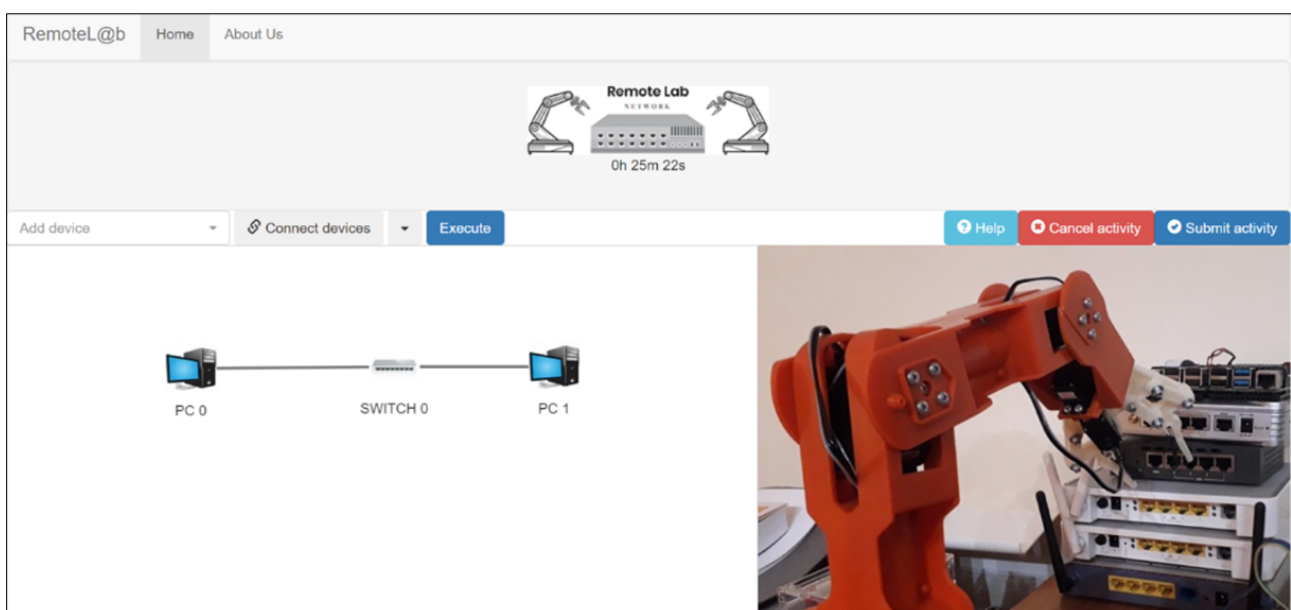 RemoteL@b Home About Us
Remote Lab
NETWORK
0h 25m 22s
Add device Connect devices Execute Help Cancel activity Submit activity
PC 0 SWITCH 0 PC 1